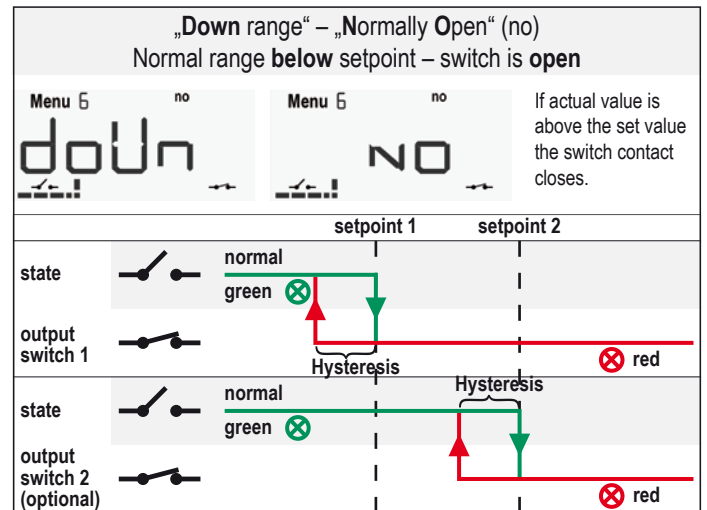 „Down range“ – „Normally Open“ (no)
Normal range below setpoint – switch is open
Menu 6 no
doUn
Menu 6 no
NO
If actual value is
above the set value
the switch contact
closes.
setpoint 1 setpoint 2
state
normal
green
output
switch 1
Hysteresis
red
state
normal
green
Hysteresis
output
switch 2
(optional)
red